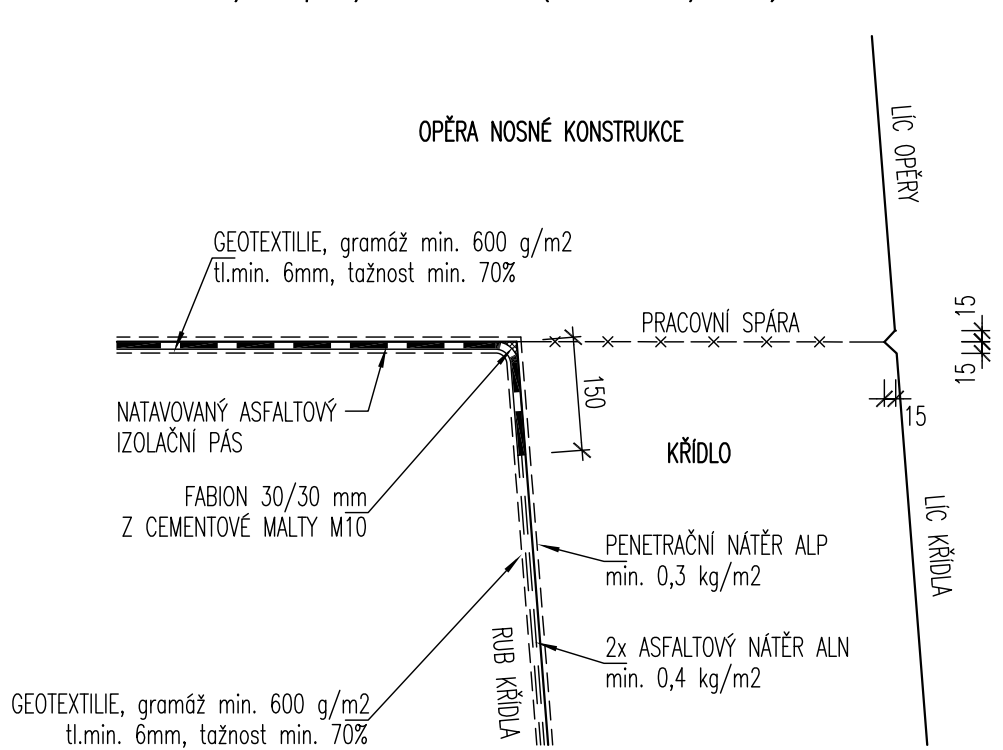 OPĚRA NOSNÉ KONSTRUKCE
LÍC OPĚRY
GEOTEXTILIE, gramáž min. 600 g/m2
tl.min. 6mm, tažnost min. 70%
PRACOVNÍ SPÁRA
15
15
15
150
NATAVOVANÝ ASFALTOVÝ
IZOLAČNÍ PÁS
KŘÍDLO
FABION 30/30 mm
Z CEMENTOVÉ MALTY M10
LÍC KŘÍDLA
PENETRAČNÍ NÁTĚR ALP
min. 0,3 kg/m2
RUB KŘÍDLA
2x ASFALTOVÝ NÁTĚR ALN
min. 0,4 kg/m2
GEOTEXTILIE, gramáž min. 600 g/m2
tl.min. 6mm, tažnost min. 70%